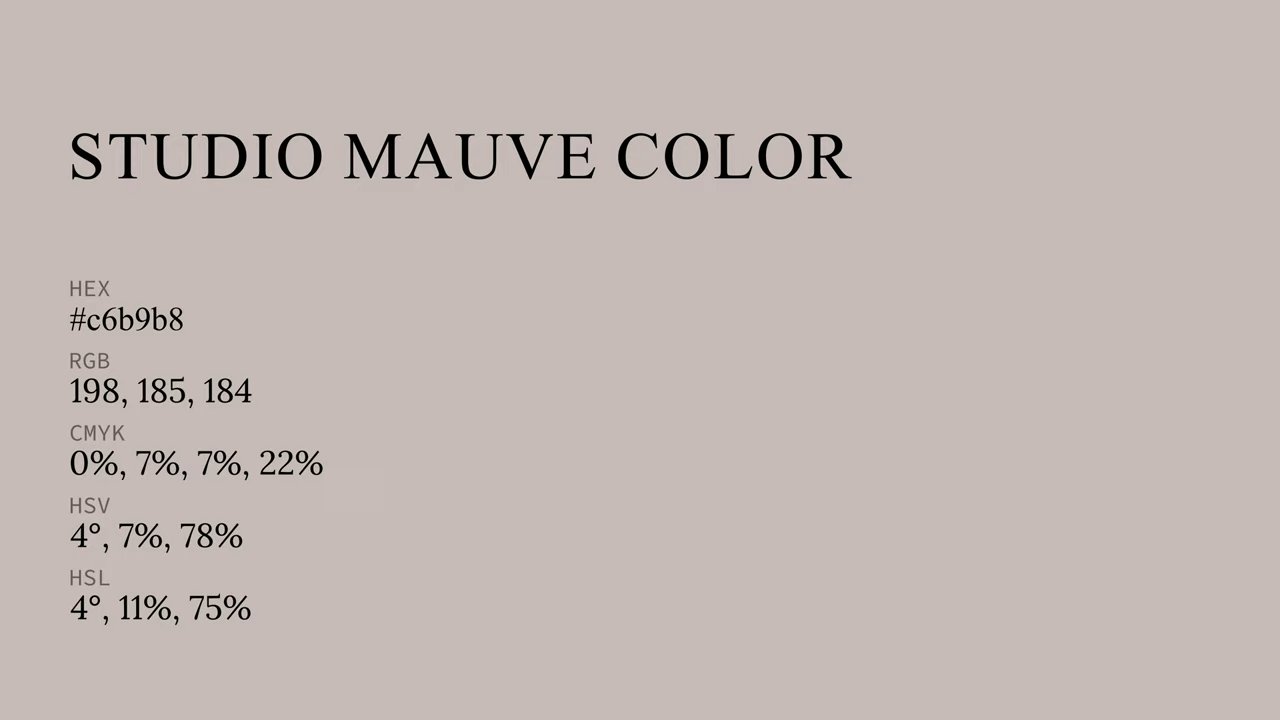 STUDIO MAUVE COLOR
HEX
#c6b9b8
RGB
198, 185, 184
CMYK
0%, 7%, 7%, 22%
HSV
4°, 7%, 78%
HSL
4°, 11%, 75%